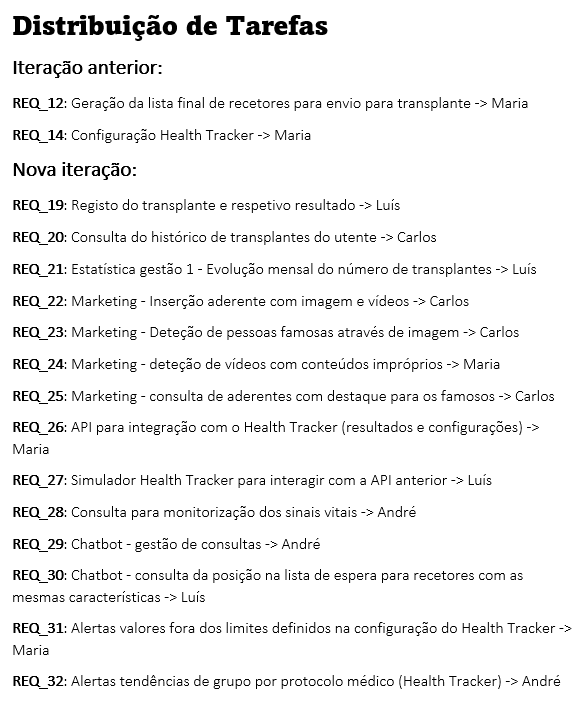 Distribuição de Tarefas
Iteração anterior:
REQ_12: Geração da lista final de recetores para envio para transplante -> Maria
REQ_14: Configuração Health Tracker -> Maria
Nova iteração:
REQ_19: Registo do transplante e respetivo resultado -> Luís
REQ_20: Consulta do histórico de transplantes do utente -> Carlos
REQ_21: Estatística gestão 1 - Evolução mensal do número de transplantes -> Luís
REQ_22: Marketing - Inserção aderente com imagem e vídeos -> Carlos
REQ_23: Marketing - Deteção de pessoas famosas através de imagem -> Carlos
REQ_24: Marketing - deteção de vídeos com conteúdos impróprios -> Maria
REQ_25: Marketing - consulta de aderentes com destaque para os famosos -> Carlos
REQ_26: API para integração com o Health Tracker (resultados e configurações) ->
Maria
REQ_27: Simulador Health Tracker para interagir com a API anterior -> Luís
REQ_28: Consulta para monitorização dos sinais vitais -> André
REQ_29: Chatbot - gestão de consultas -> André
REQ_30: Chatbot - consulta da posição na lista de espera para recetores com as
mesmas características -> Luís
REQ_31: Alertas valores fora dos limites definidos na configuração do Health Tracker ->
Maria
REQ_32: Alertas tendências de grupo por protocolo médico (Health Tracker) -> André